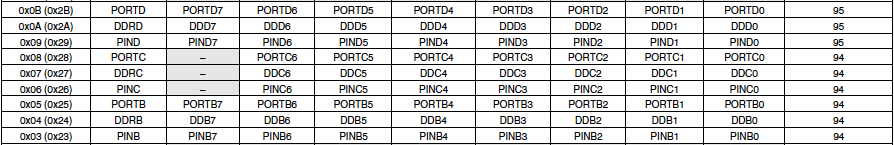 0x0B (0x2B) PORTD PORTD7 PORTD6 PORTD5 PORTD4 PORTD3 PORTD2 PORTD1 PORTD0 95
0x0A (0x2A) DDRD DDD7 DDD6 DDD5 DDD4 DDD3 DDD2 DDD1 DDD0 95
0x09 (0x29) PIND PIND7 PIND6 PIND5 PIND4 PIND3 PIND2 PIND1 PIND0 95
0x08 (0x28) PORTC – PORTC6 PORTC5 PORTC4 PORTC3 PORTC2 PORTC1 PORTC0 94
0x07 (0x27) DDRC – DDC6 DDC5 DDC4 DDC3 DDC2 DDC1 DDC0 94
0x06 (0x26) PINC – PINC6 PINC5 PINC4 PINC3 PINC2 PINC1 PINC0 94
0x05 (0x25) PORTB PORTB7 PORTB6 PORTB5 PORTB4 PORTB3 PORTB2 PORTB1 PORTB0 94
0x04 (0x24) DDRB DDB7 DDB6 DDB5 DDB4 DDB3 DDB2 DDB1 DDB0 94
0x03 (0x23) PINB PINB7 PINB6 PINB5 PINB4 PINB3 PINB2 PINB1 PINB0 94